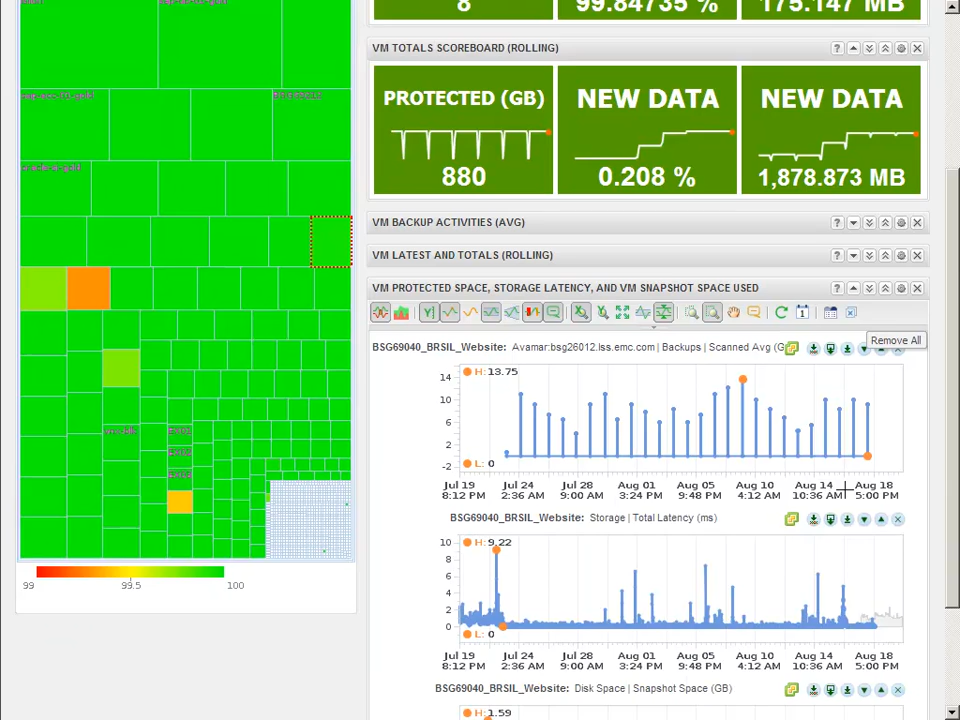 8
99.84735 %
175.147 MB
VM TOTALS SCOREBOARD (ROLLING)
PROTECTED (GB)
880
NEW DATA
0.208 %
NEW DATA
1,878.873 MB
VM BACKUP ACTIVITIES (AVG)
VM LATEST AND TOTALS (ROLLING)
VM PROTECTED SPACE, STORAGE LATENCY, AND VM SNAPSHOT SPACE USED
Remove All
BSG69040_BRSIL_Website: Avamar:bsg26012.lss.emc.com | Backups | Scanned Avg (G
H: 13.75
14
10
6
2
-2
L: 0
Jul 19 Jul 24 Jul 28 Aug 01 Aug 05 Aug 10 Aug 14 Aug 18
8:12 PM 2:36 AM 9:00 AM 3:24 PM 9:48 PM 4:12 AM 10:36 AM 5:00 PM
BSG69040_BRSIL_Website: Storage | Total Latency (ms)
H: 9.22
10
8
6
4
2
0
L: 0
Jul 19 Jul 24 Jul 28 Aug 01 Aug 05 Aug 10 Aug 14 Aug 18
8:12 PM 2:36 AM 9:00 AM 3:24 PM 9:48 PM 4:12 AM 10:36 AM 5:00 PM
BSG69040_BRSIL_Website: Disk Space | Snapshot Space (GB)
H: 1.59
99 99.5 100